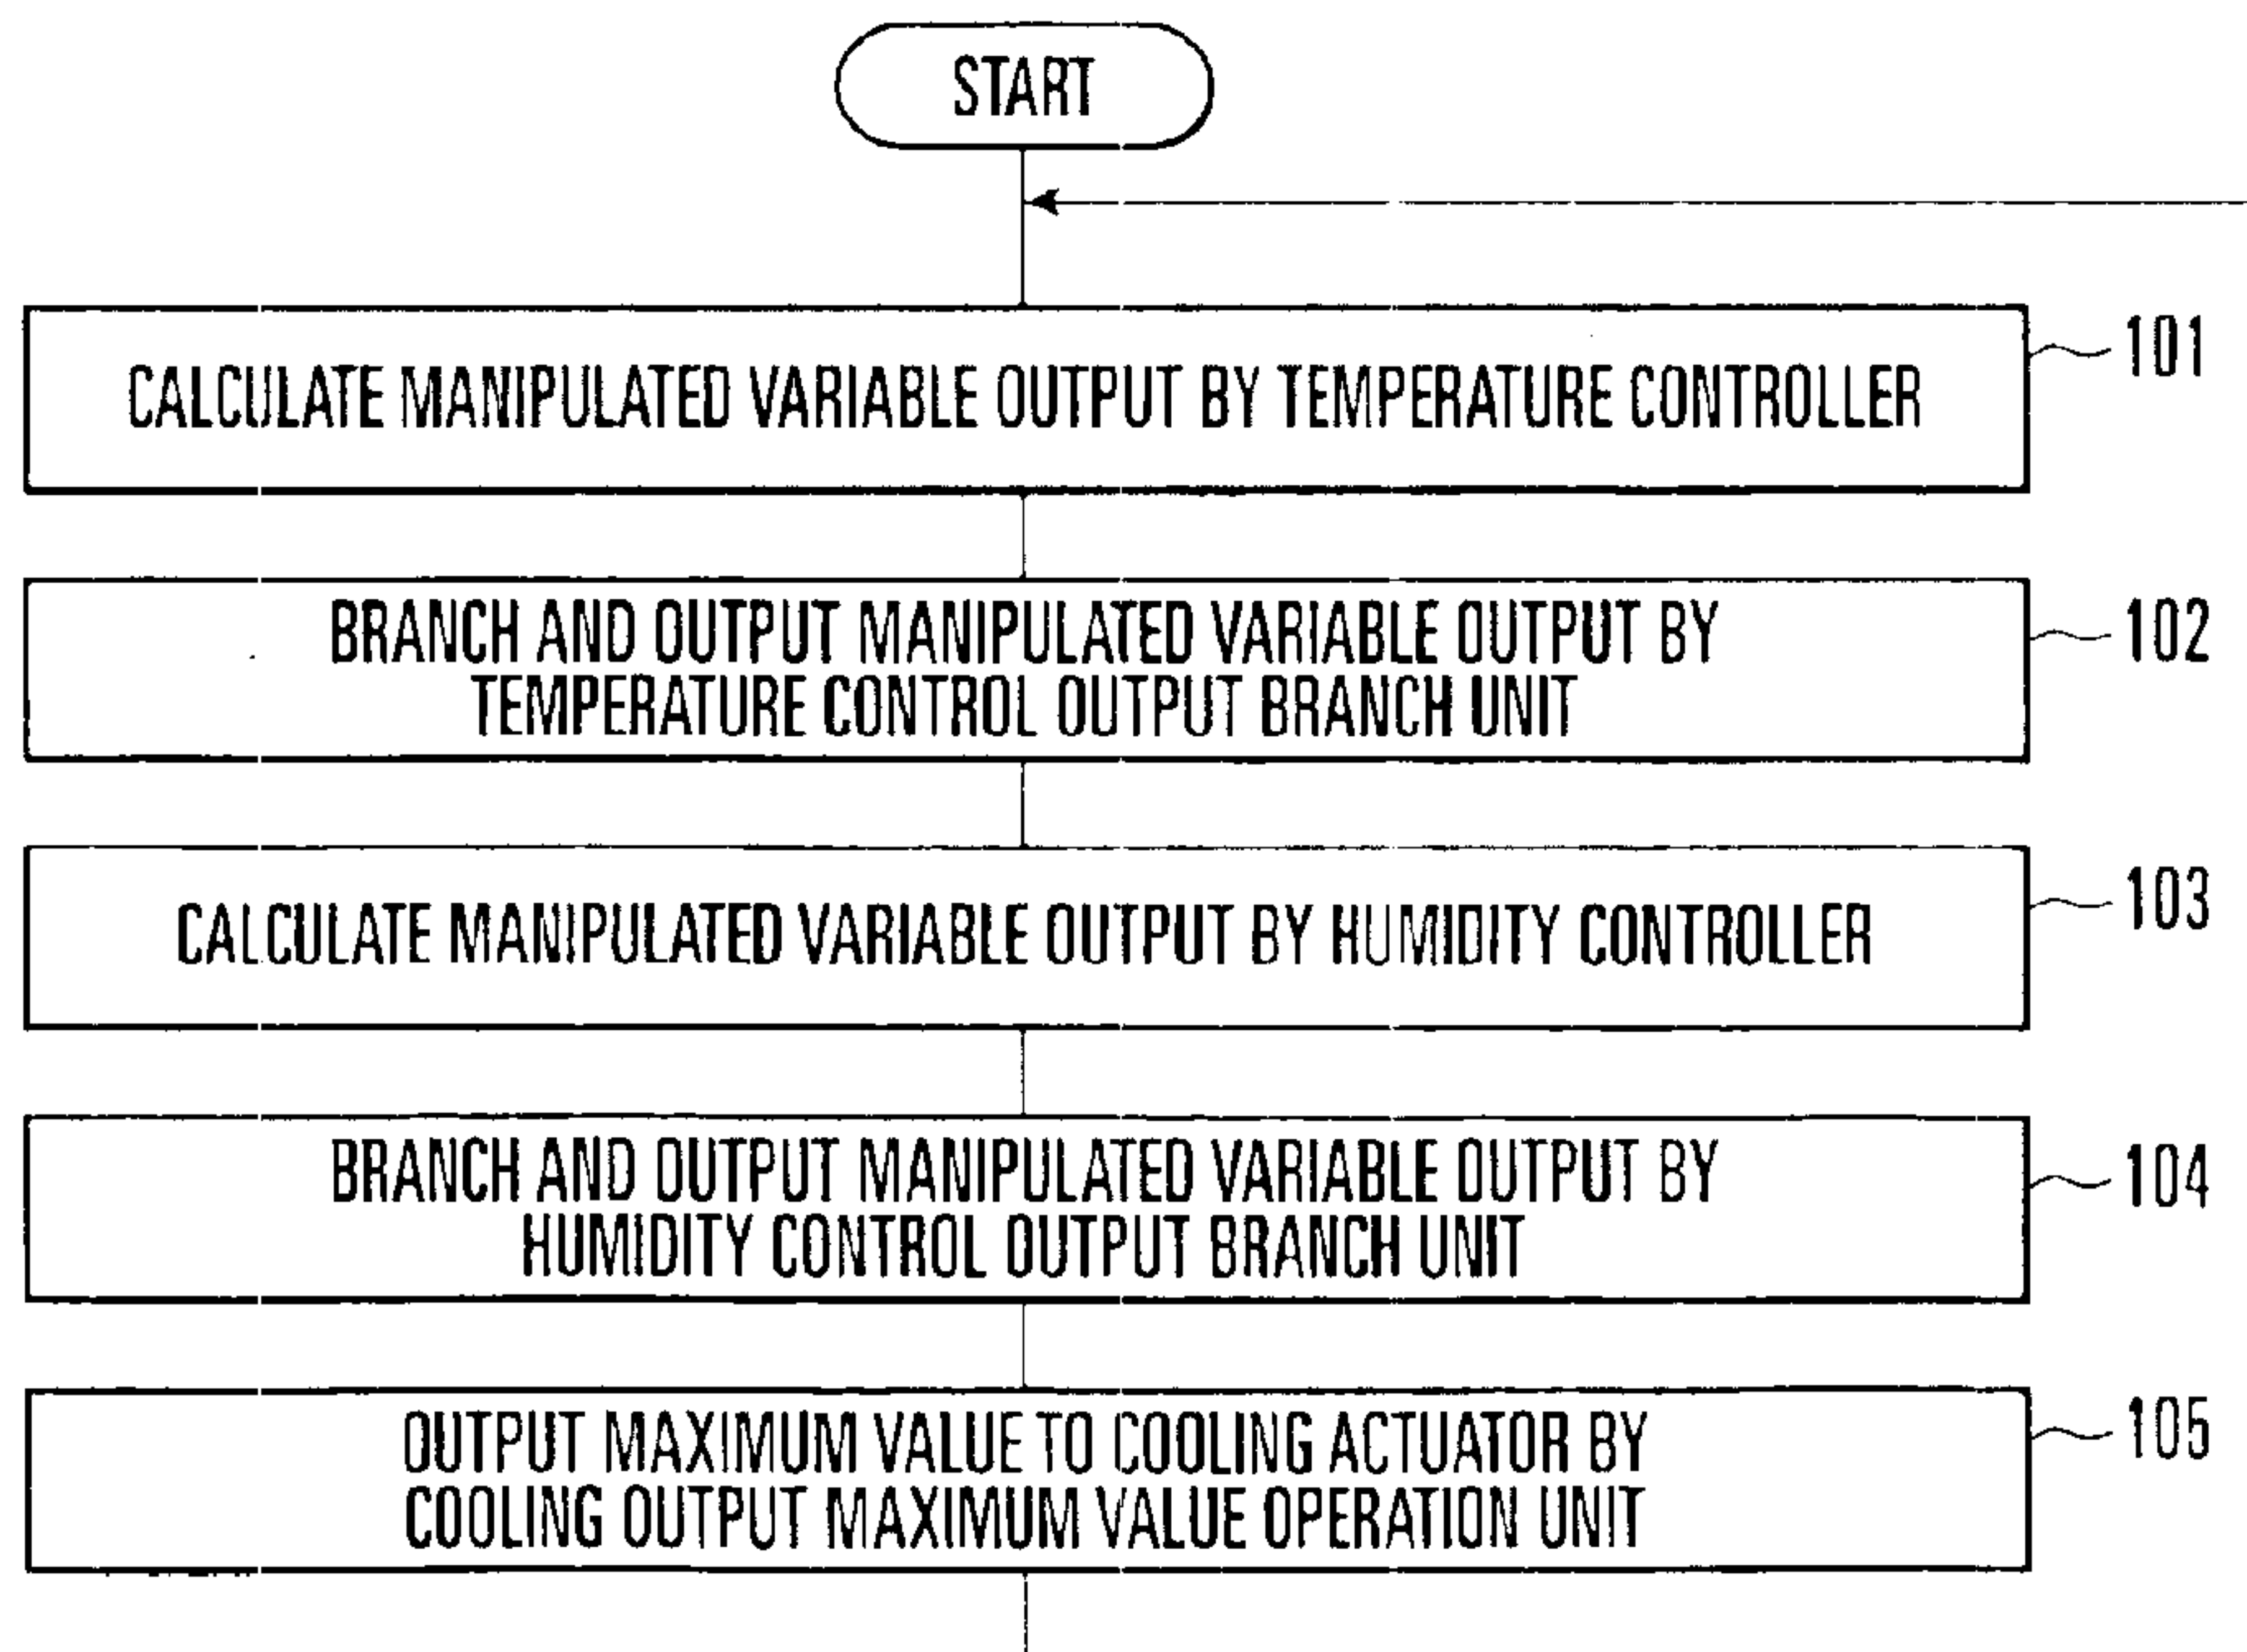 START
CALCULATE MANIPULATED VARIABLE OUTPUT BY TEMPERATURE CONTROLLER
101
BRANCH AND OUTPUT MANIPULATED VARIABLE OUTPUT BY
TEMPERATURE CONTROL OUTPUT BRANCH UNIT
102
CALCULATE MANIPULATED VARIABLE OUTPUT BY HUMIDITY CONTROLLER
103
BRANCH AND OUTPUT MANIPULATED VARIABLE OUTPUT BY
HUMIDITY CONTROL OUTPUT BRANCH UNIT
104
OUTPUT MAXIMUM VALUE TO COOLING ACTUATOR BY
COOLING OUTPUT MAXIMUM VALUE OPERATION UNIT
105